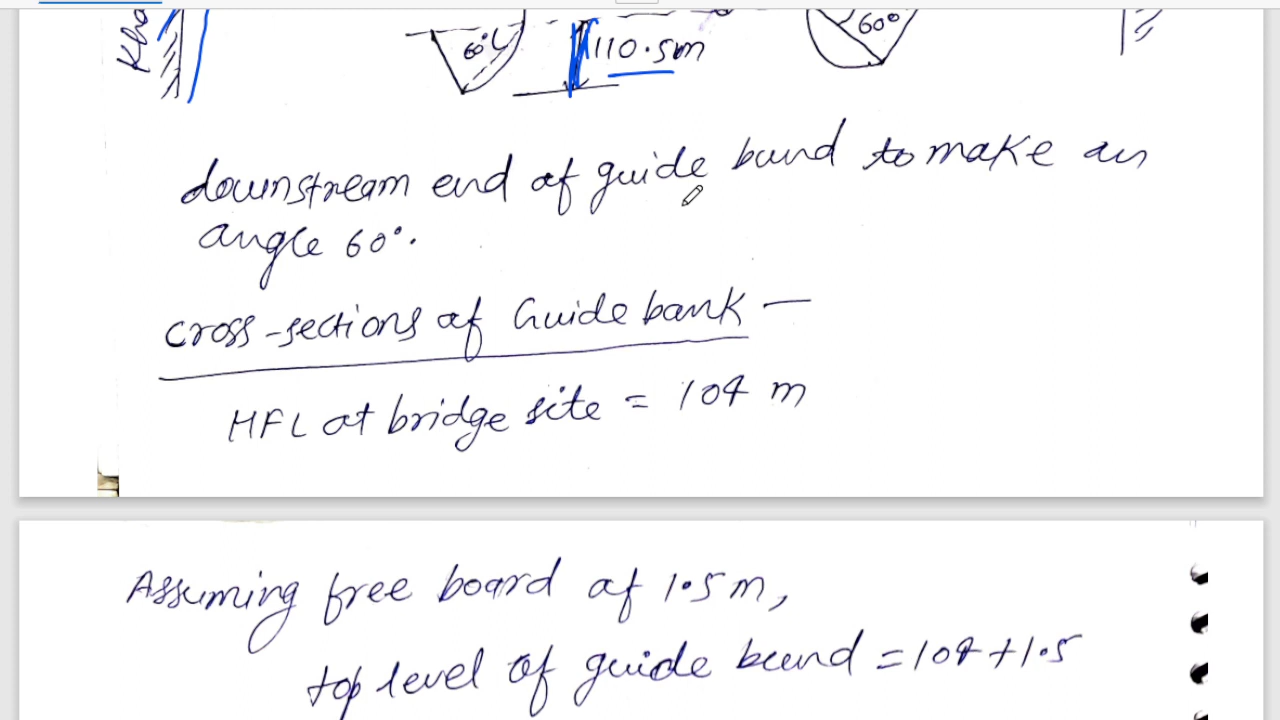 Kho
60°
110.5m
60°
downstream end of guide bund to make an
angle 60°.
cross-sections of Guide bank —
HFL at bridge site = 104 m
Assuming free board of 1.5m,
top level of guide bund = 104+1.5